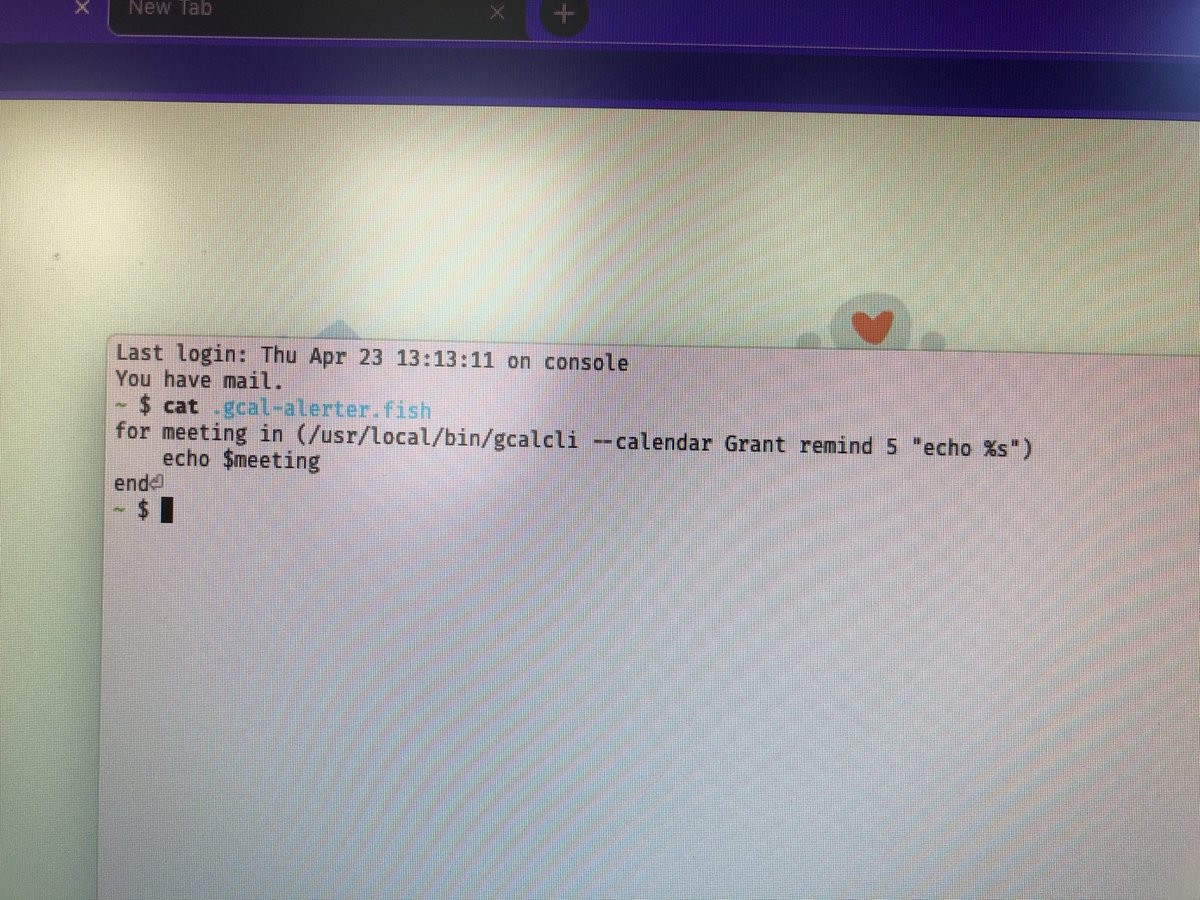 New Tab
Last login: Thu Apr 23 13:13:11 on console
You have mail.
~ $ cat .gcal-alerter.fish
for meeting in (/usr/local/bin/gcalcli --calendar Grant remind 5 "echo %s")
    echo $meeting
end⏎
~ $